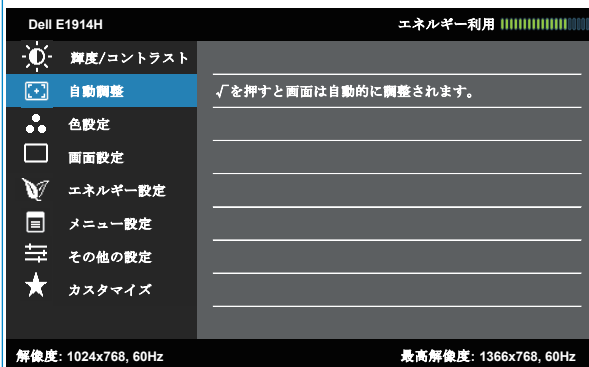 Dell E1914H エネルギー利用
輝度/コントラスト
自動調整 √を押すと画面は自動的に調整されます。
色設定
画面設定
エネルギー設定
メニュー設定
その他の設定
カスタマイズ
解像度: 1024x768, 60Hz 最高解像度: 1366x768, 60Hz